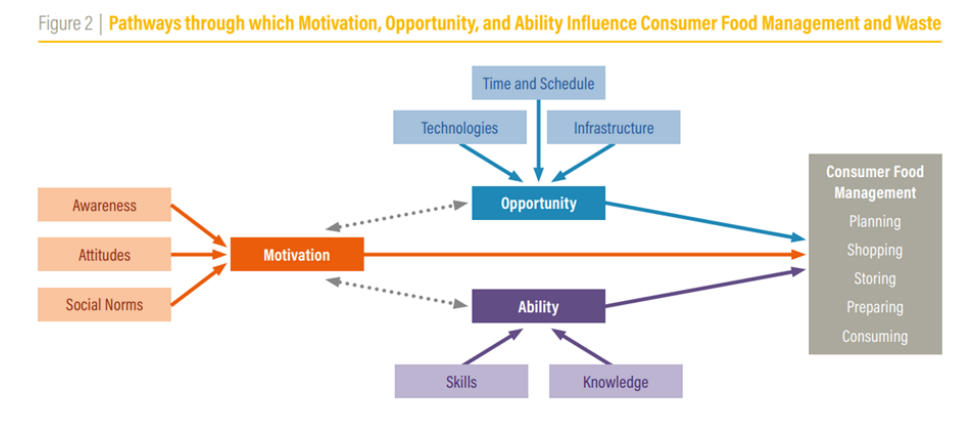 Figure 2 | Pathways through which Motivation, Opportunity, and Ability Influence Consumer Food Management and Waste
Time and Schedule
Technologies
Infrastructure
Opportunity
Awareness
Attitudes
Social Norms
Motivation
Ability
Skills
Knowledge
Consumer Food
Management
Planning
Shopping
Storing
Preparing
Consuming